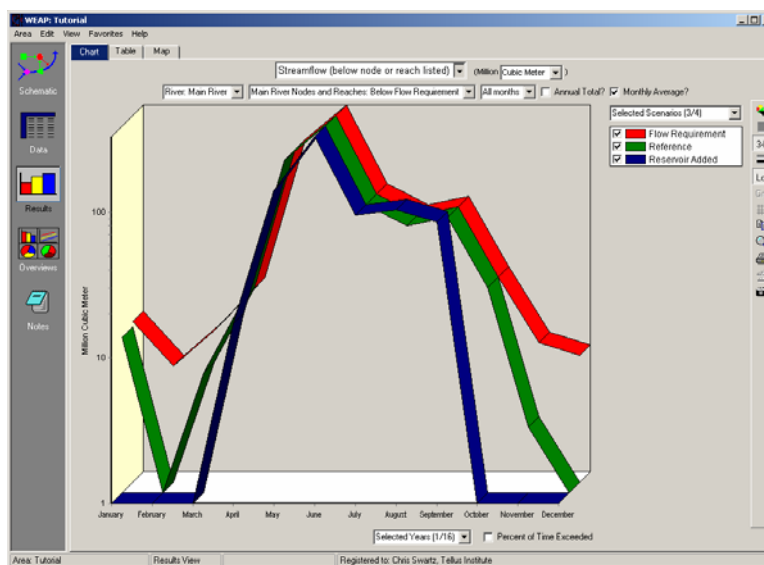 WEAP: Tutorial
Area Edit View Favorites Help
Chart Table Map
Streamflow (below node or reach listed) (Million Cubic Meter )
River: Main River Main River Nodes and Reaches: Below Flow Requirement All months Annual Total? Monthly Average?
Selected Scenarios (3/4)
Flow Requirement
Reference
Reservoir Added
Schematic
Data
Results
Overviews
Notes
Million Cubic Meter
100
10
1
January February March April May June July August September October November December
Selected Years (1/16) Percent of Time Exceeded
Area: Tutorial Results View Registered to: Chris Swartz, Tellus Institute